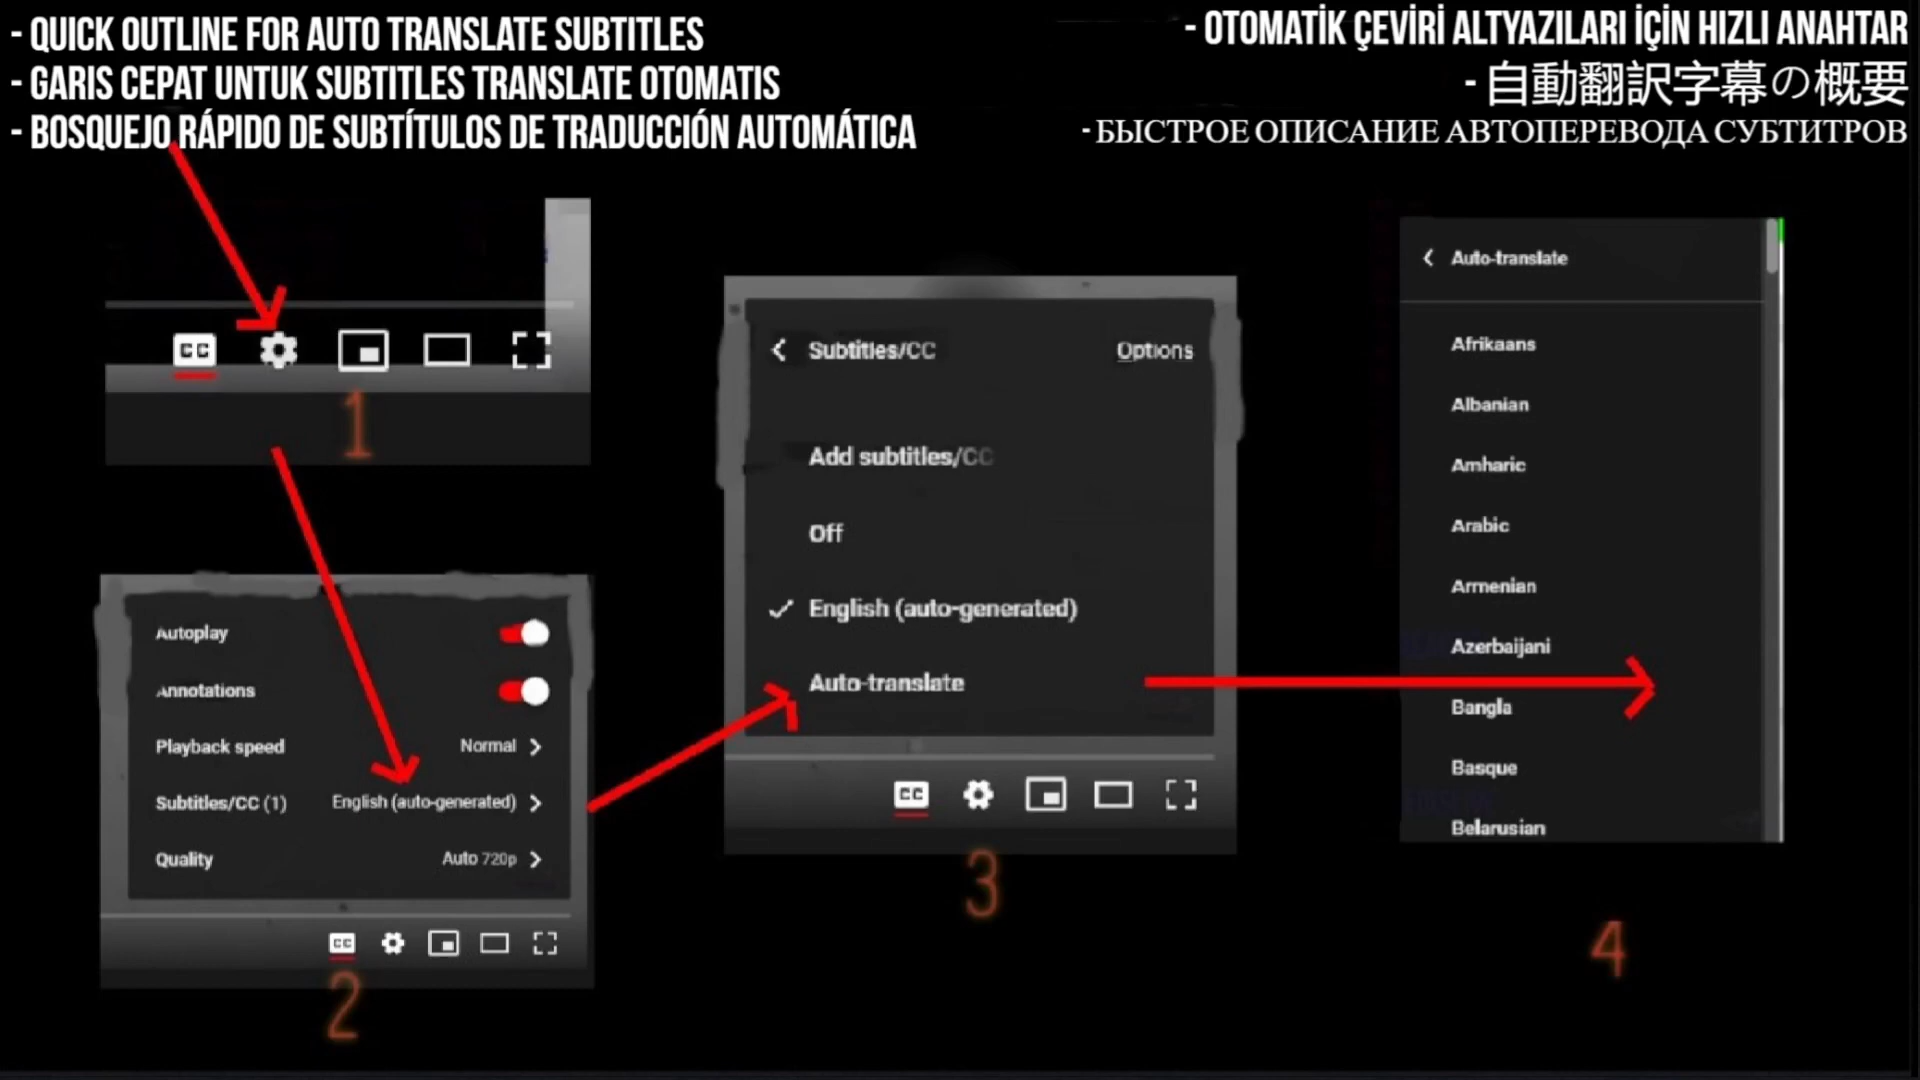 - QUICK OUTLINE FOR AUTO TRANSLATE SUBTITLES
- GARIS CEPAT UNTUK SUBTITLES TRANSLATE OTOMATIS
- BOSQUEJO RÁPIDO DE SUBTÍTULOS DE TRADUCCIÓN AUTOMÁTICA
- OTOMATİK ÇEVİRİ ALTYAZILARI İÇİN HIZLI ANAHTAR
- 自動翻訳字幕の概要
- БЫСТРОЕ ОПИСАНИЕ АВТОПЕРЕВОДА СУБТИТРОВ
CC
1
Autoplay
Annotations
Playback speed Normal
Subtitles/CC (1) English (auto-generated)
Quality Auto 720p
CC
2
Subtitles/CC Options
Add subtitles/CC
Off
English (auto-generated)
Auto-translate
CC
3
Auto-translate
Afrikaans
Albanian
Amharic
Arabic
Armenian
Azerbaijani
Bangla
Basque
Belarusian
4